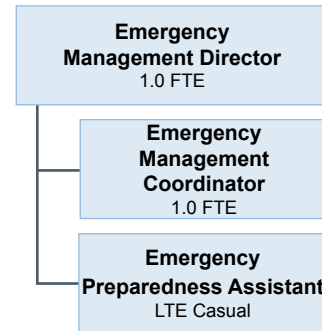 Emergency
Management Director
1.0 FTE
Emergency
Management
Coordinator
1.0 FTE
Emergency
Preparedness Assistant
LTE Casual